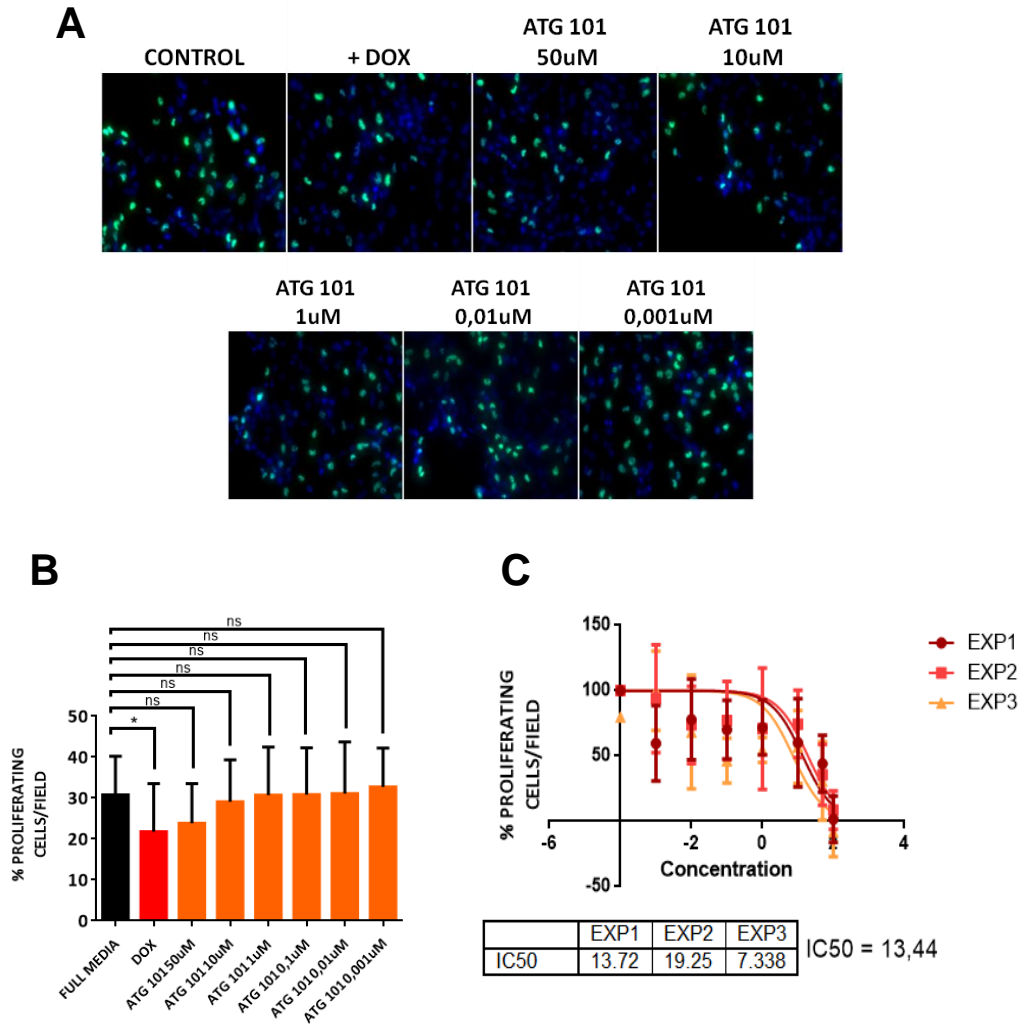 A
CONTROL
+ DOX
ATG 101
50uM
ATG 101
10uM
ATG 101
1uM
ATG 101
0,01uM
ATG 101
0,001uM
B
ns
ns
ns
ns
ns
ns
*
% PROLIFERATING
CELLS/FIELD
50
40
30
20
10
0
FULL MEDIA
DOX
ATG 101 50uM
ATG 101 10uM
ATG 101 1uM
ATG 101 0,1uM
ATG 101 0,01uM
ATG 101 0,001uM
C
% PROLIFERATING
CELLS/FIELD
150
100
50
-50
-6
-2
0
4
Concentration
EXP1
EXP2
EXP3
EXP1 EXP2 EXP3
IC50 13.72 19.25 7.338
IC50 = 13,44